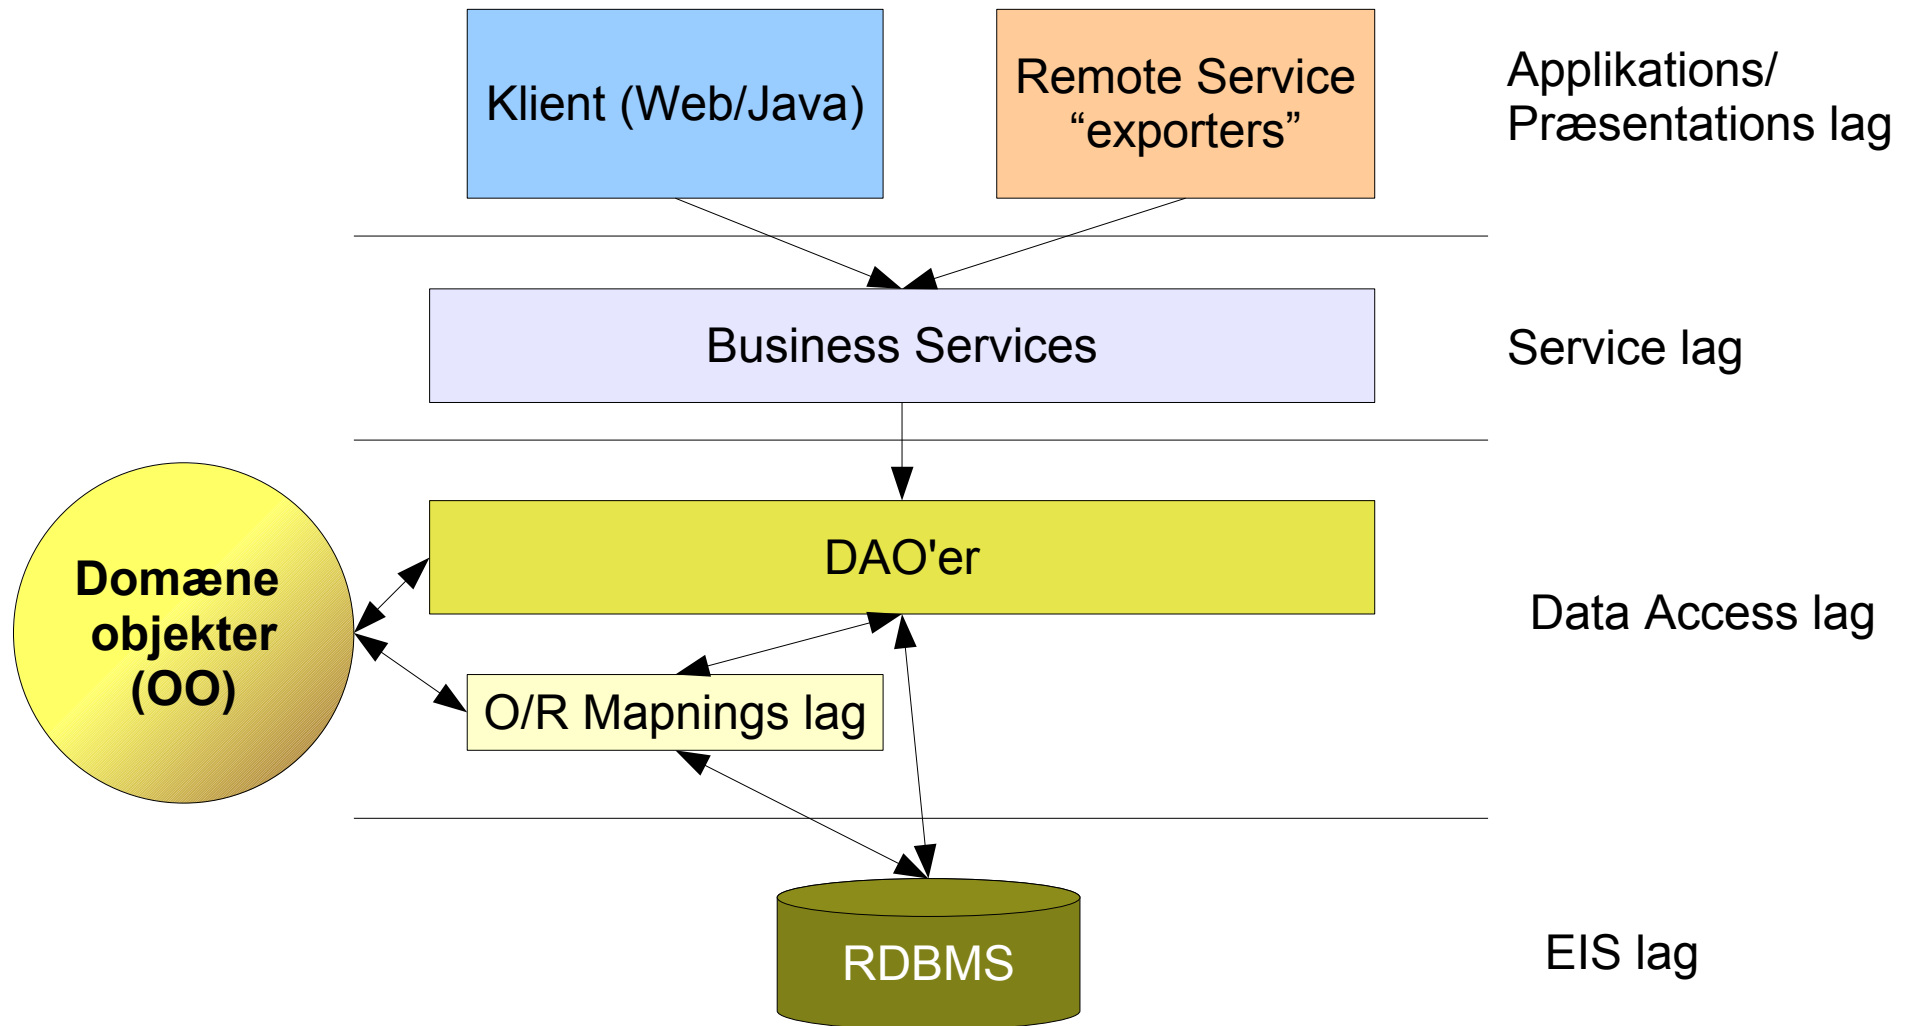 Klient (Web/Java)
Remote Service
“exporters”
Applikations/
Præsentations lag
Business Services
Service lag
DAO'er
Domæne
objekter
(OO)
Data Access lag
O/R Mapnings lag
RDBMS
EIS lag